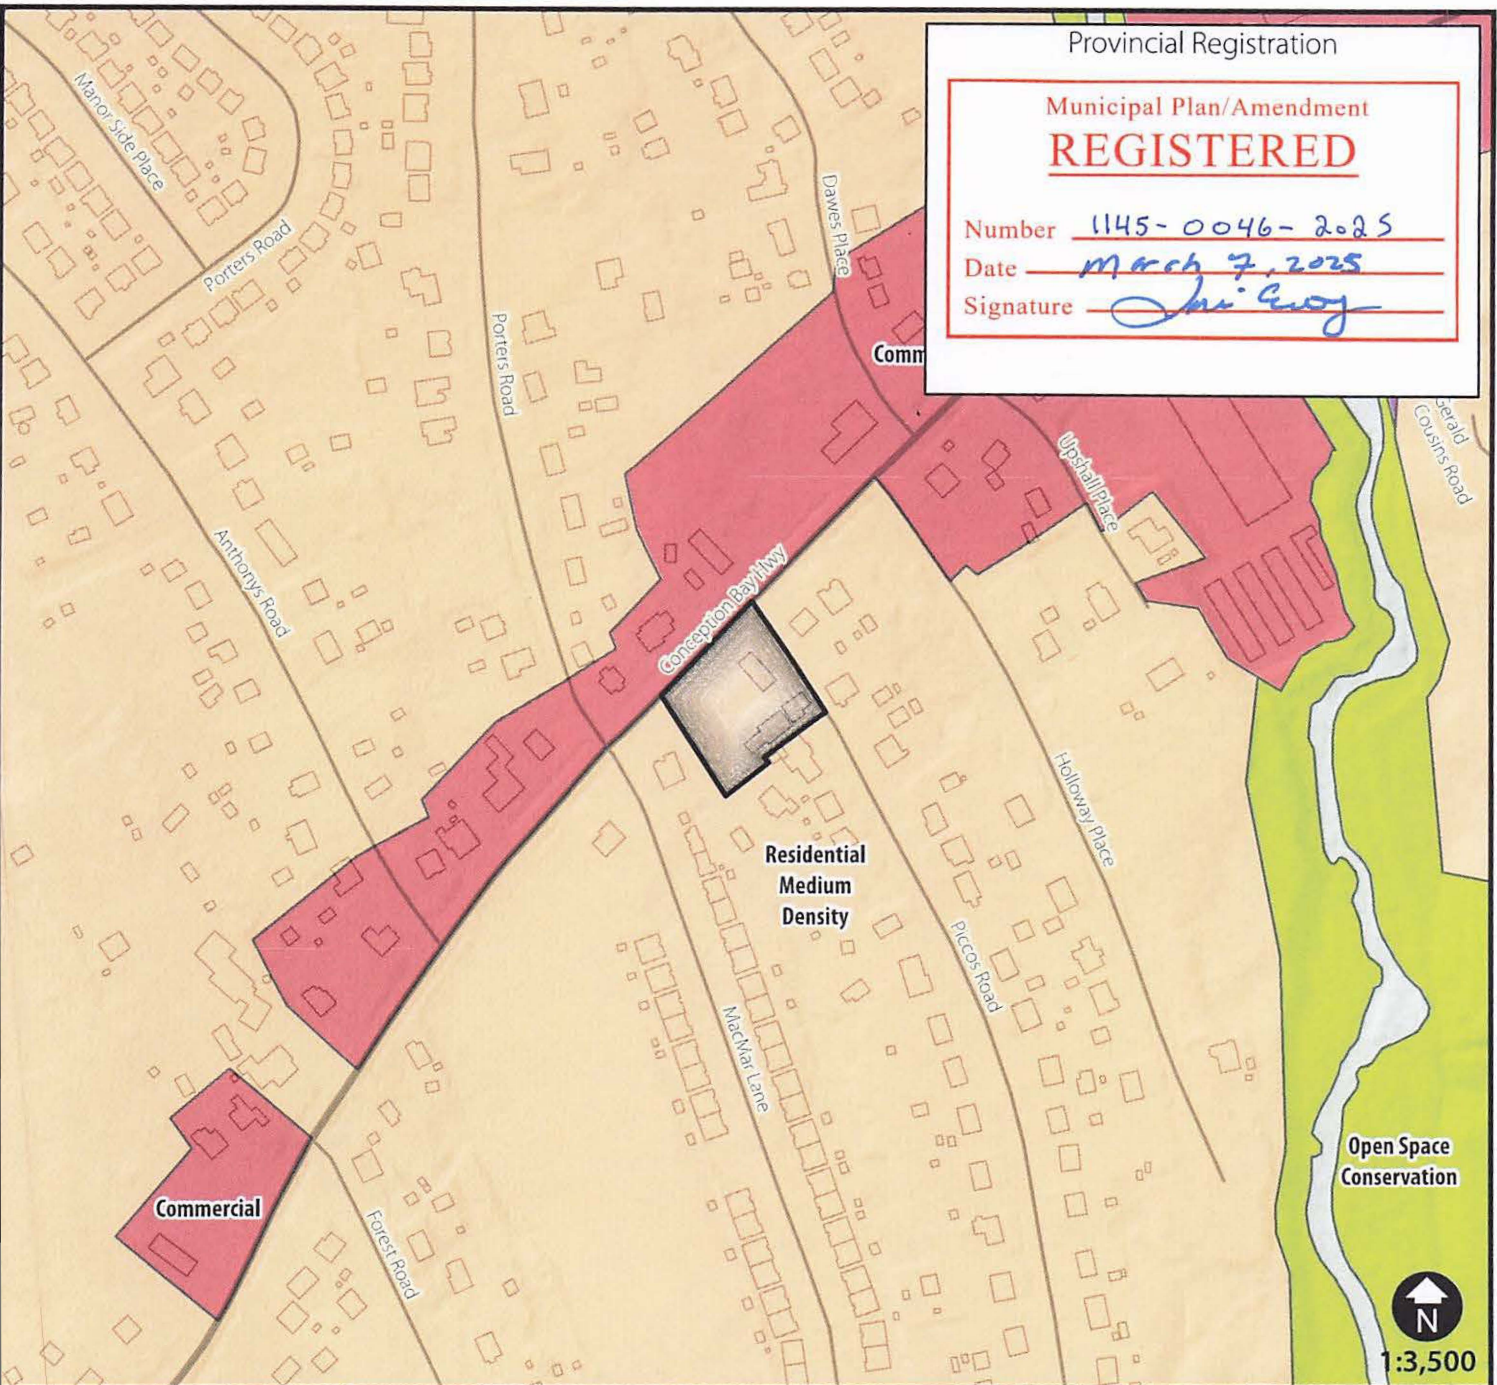 Provincial Registration
Municipal Plan/Amendment
REGISTERED
Number 1145-0046-2025
Date March 7, 2025
Signature
Manor Side Place
Porters Road
Dawes Place
Porters Road
Comm
Gerald
Cousins Road
Upshall Place
Anthonys Road
Conception Bay Hwy
Holloway Place
Residential
Medium
Density
Piccos Road
MacMar Lane
Open Space
Conservation
Commercial
Forest Road
N
1:3,500